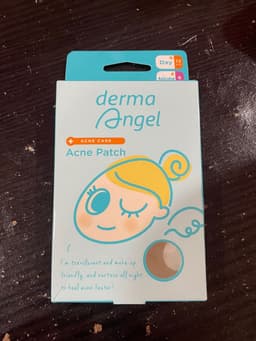 Day
derma
Angel
+ ACNE CARE
Acne Patch
I'm translucent and make-up
friendly, and nurture all night
to heal acne faster!